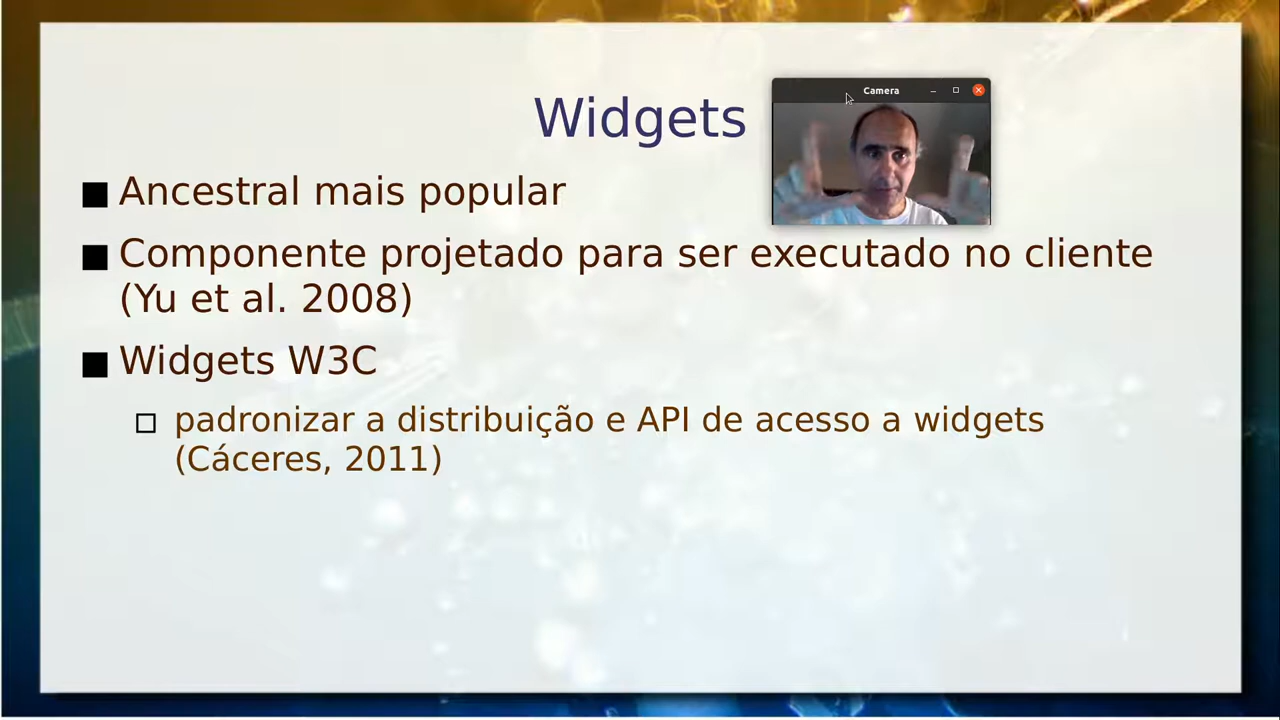 Widgets
Camera
Ancestral mais popular
Componente projetado para ser executado no cliente
(Yu et al. 2008)
Widgets W3C
padronizar a distribuição e API de acesso a widgets
(Cáceres, 2011)